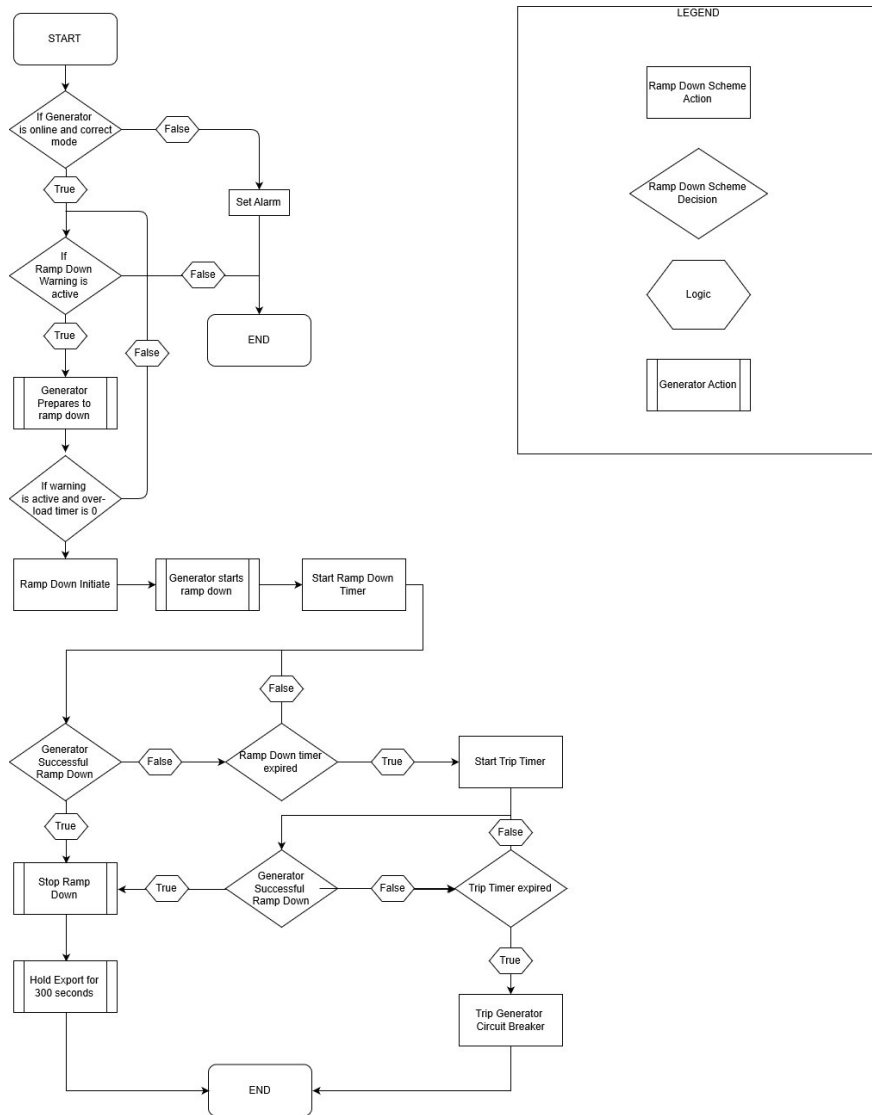 START
LEGEND
Ramp Down Scheme
Action
If Generator
is online and correct
mode
False
True
Ramp Down Scheme
Decision
Set Alarm
If
Ramp Down
Warning is
active
False
Logic
True
False
END
Generator
Prepares to
ramp down
Generator Action
If warning
is active and over-
load timer is 0
Ramp Down Initiate
Generator starts
ramp down
Start Ramp Down
Timer
False
Generator
Successful
Ramp Down
False
Ramp Down timer
expired
True
Start Trip Timer
True
False
Stop Ramp
Down
True
Generator
Successful
Ramp Down
False
Trip Timer expired
True
Hold Export for
300 seconds
Trip Generator
Circuit Breaker
END